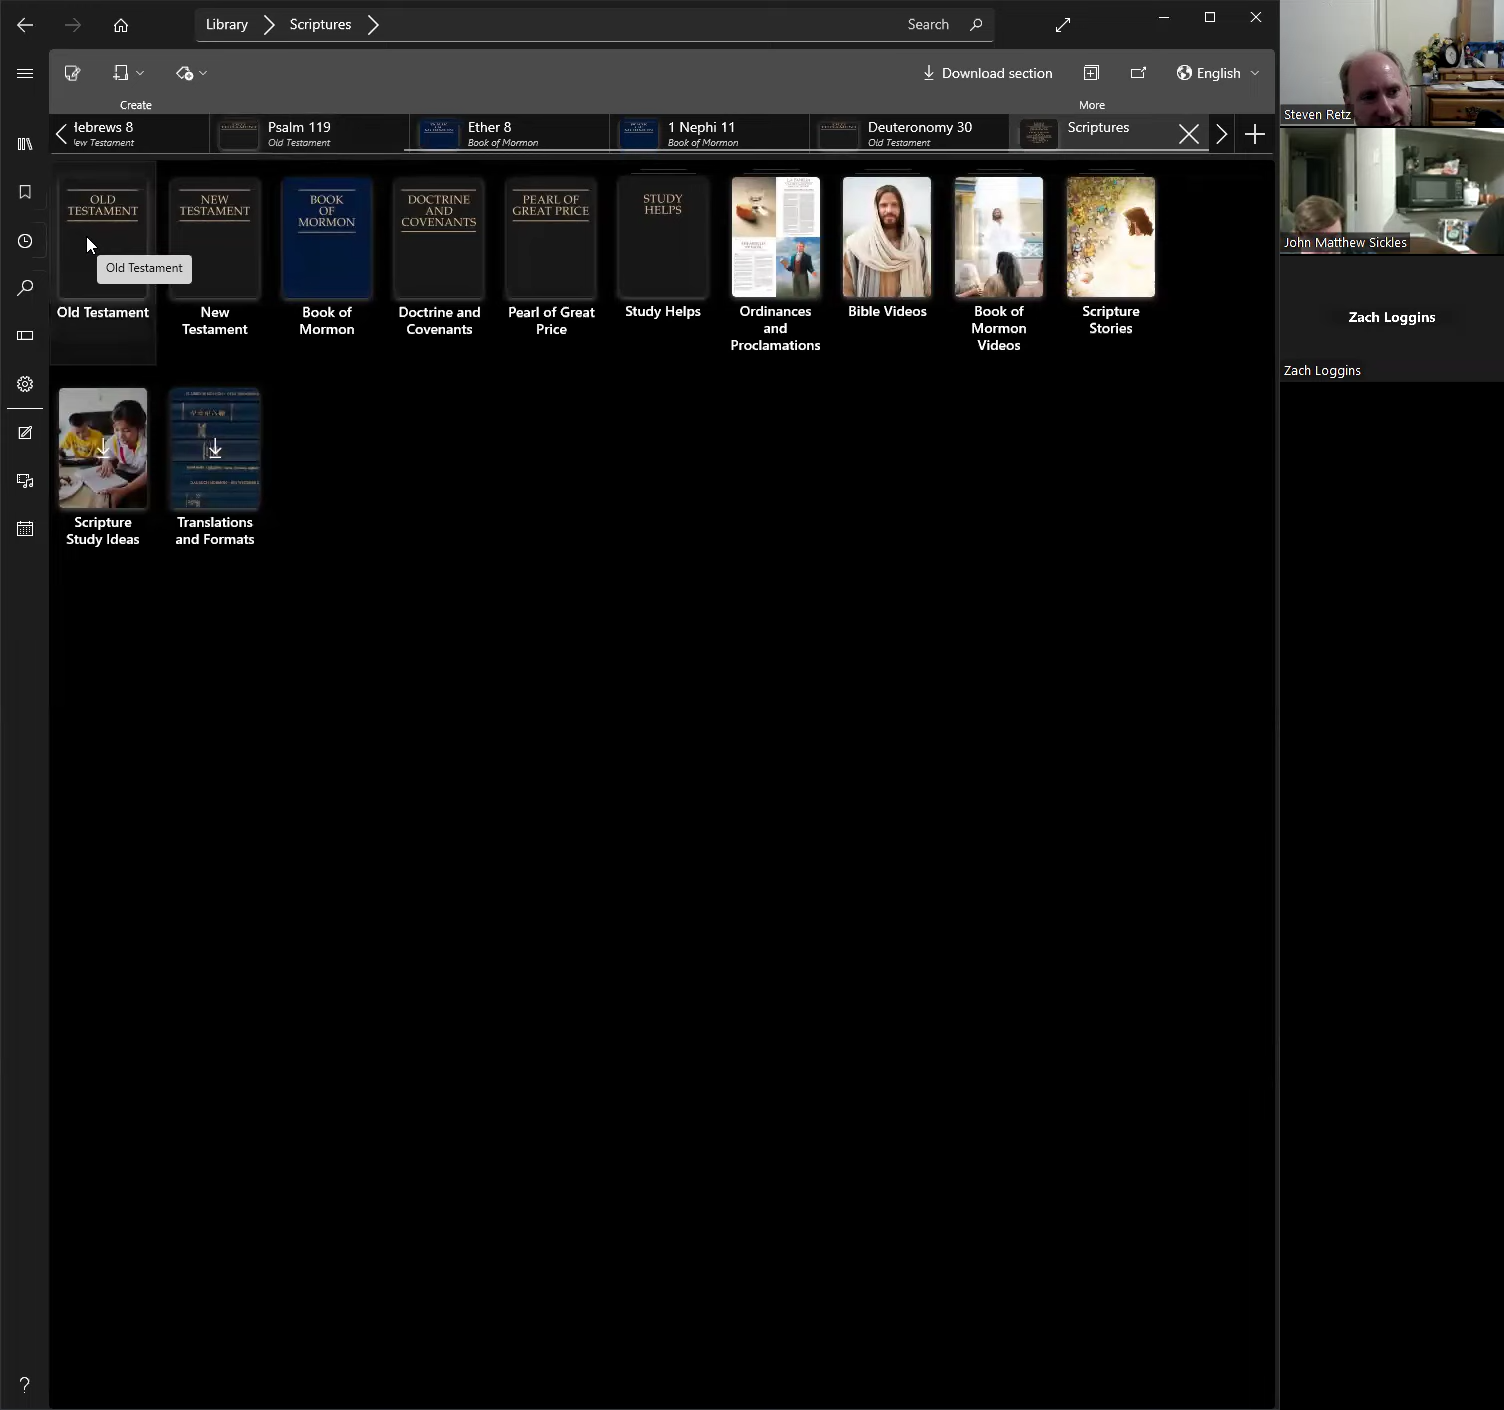 Library
Scriptures
Search
Download section
English
Create
More
Hebrews 8
New Testament
Psalm 119
Old Testament
Ether 8
Book of Mormon
1 Nephi 11
Book of Mormon
Deuteronomy 30
Old Testament
Scriptures
OLD
TESTAMENT
NEW
TESTAMENT
BOOK
OF
MORMON
DOCTRINE
AND
COVENANTS
PEARL OF
GREAT PRICE
STUDY
HELPS
Old Testament
Old Testament
New
Testament
Book of
Mormon
Doctrine and
Covenants
Pearl of Great
Price
Study Helps
Ordinances
and
Proclamations
Bible Videos
Book of
Mormon
Videos
Scripture
Stories
Scripture
Study Ideas
Translations
and Formats
Steven Retz
John Matthew Sickles
Zach Loggins
Zach Loggins
?